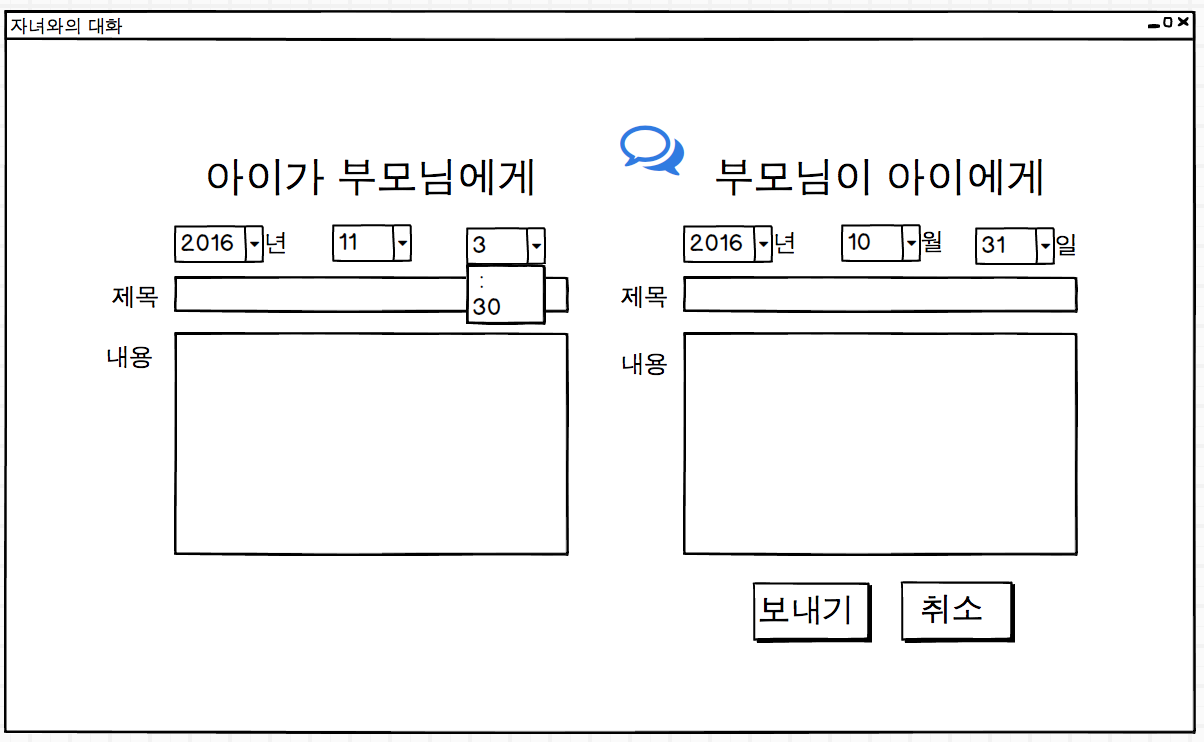 자녀와의 대화
아이가 부모님에게
2016 년 11 3
:
30
제목
내용
부모님이 아이에게
2016 년 10 월 31 일
제목
내용
보내기 취소